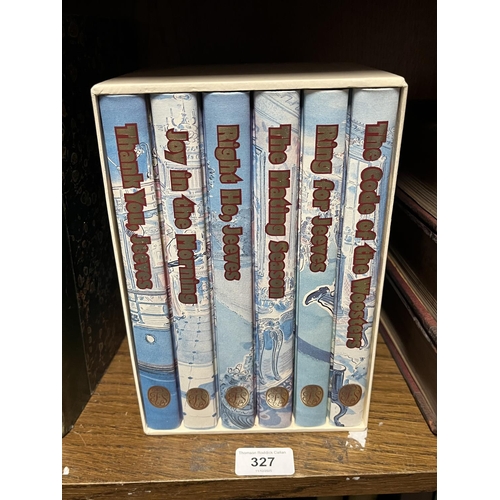 Thank You, Jeeves
Joy in the Morning
Right Ho, Jeeves
The Mating Season
Ring for Jeeves
The Code of the Woosters
327